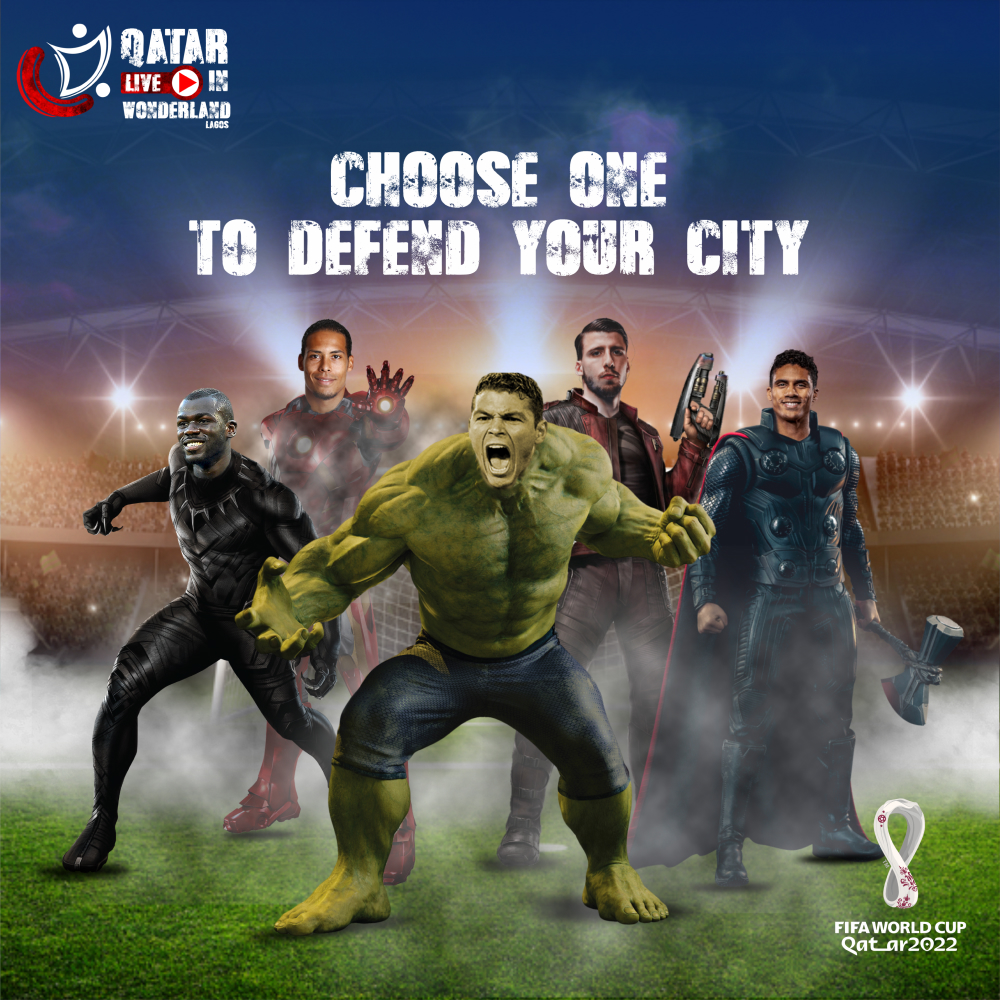 QATAR
LIVE IN
WONDERLAND
LAGOS
CHOOSE ONE
TO DEFEND YOUR CITY
FIFA WORLD CUP
Qatar2022